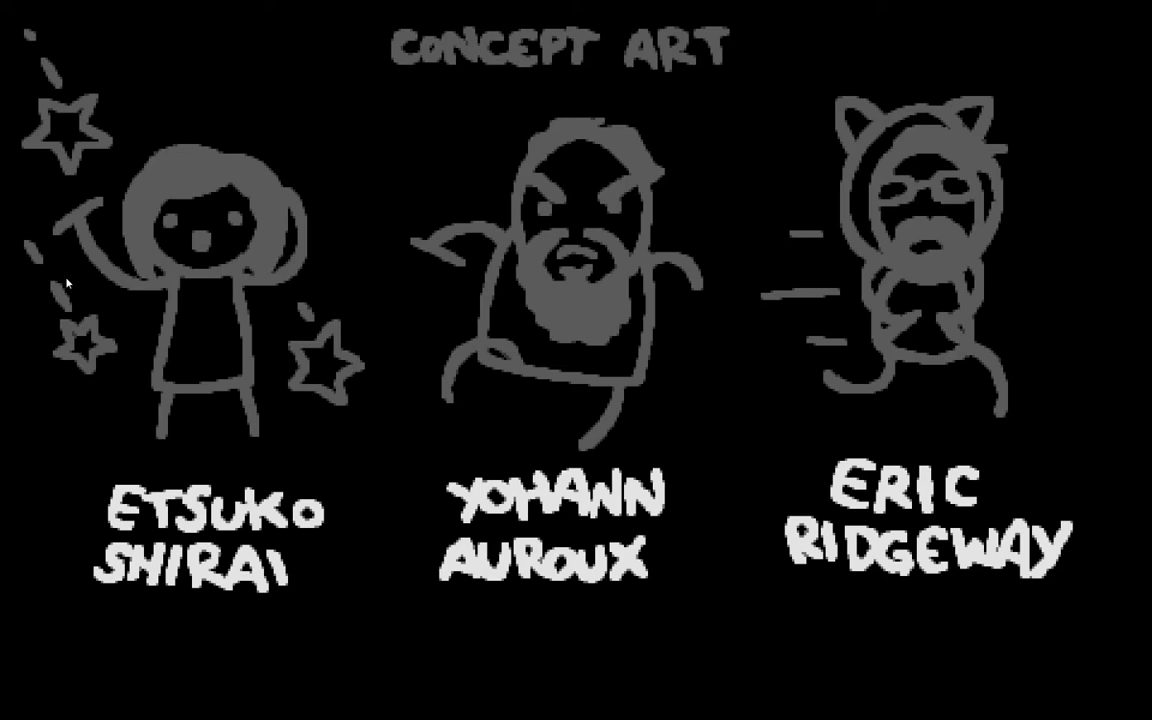 CONCEPT ART
ETSUKO
SHIRAI
YOHANN
AUROUX
ERIC
RIDGEWAY